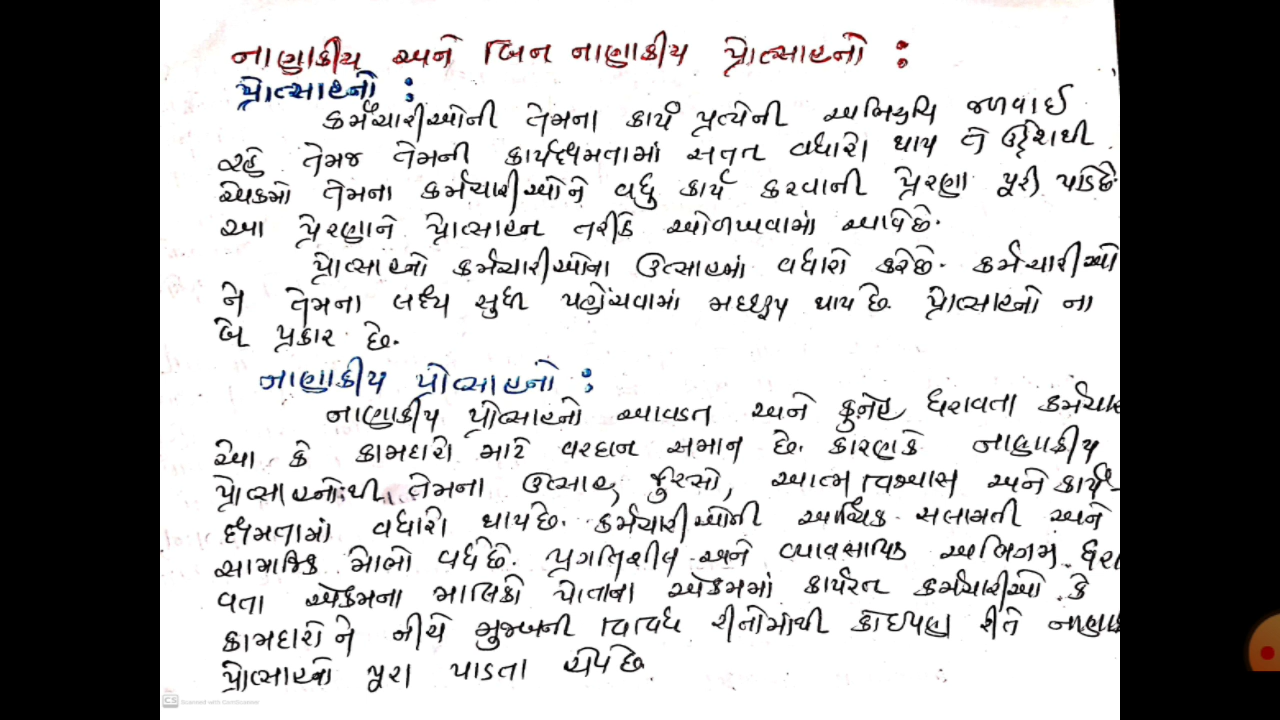 નાણાકીય અને બિન નાણાકીય પ્રોત્સાહનો :
પ્રોત્સાહનો :
કર્મચારીઓની તેમના કાર્ય પ્રત્યેની અભિરુચિ જળવાઈ
રહે તેમજ તેમની કાર્યક્ષમતામાં સતત વધારો થાય તે ઉદ્દેશથી
એકમો તેમના કર્મચારીઓને વધુ કાર્ય કરવાની પ્રેરણા પૂરી પાડે છે.
આ પ્રેરણાને પ્રોત્સાહન તરીકે ઓળખવામાં આવે છે.
પ્રોત્સાહનો કર્મચારીઓના ઉત્સાહમાં વધારો કરે છે. કર્મચારીઓ
ને તેમના લક્ષ્ય સુધી પહોંચવામાં મદદરૂપ થાય છે. પ્રોત્સાહનો ના
બે પ્રકાર છે.
નાણાકીય પ્રોત્સાહનો :
નાણાકીય પ્રોત્સાહનો આવડત અને કુનેહ ધરાવતા કર્મચાર
ઓ કે કામદારો માટે વરદાન સમાન છે. કારણકે નાણાકીય
પ્રોત્સાહનોથી તેમના ઉત્સાહ, જુસ્સો, આત્મવિશ્વાસ અને કાર્ય-
ક્ષમતામાં વધારો થાય છે. કર્મચારીઓની આર્થિક સલામતી અને
સામાજિક મોભો વધે છે. પ્રગતિશીલ અને વ્યાવસાયિક અભિગમ ધરા
વતા એકમના માલિકો પોતાના એકમમાં કાર્યરત કર્મચારીઓ કે
કામદારોને નીચે મુજબની વિવિધ રીતોમાંથી કોઈપણ રીતે નાણાક
પ્રોત્સાહનો પૂરા પાડતા હોય છે.
CS Scanned with CamScanner